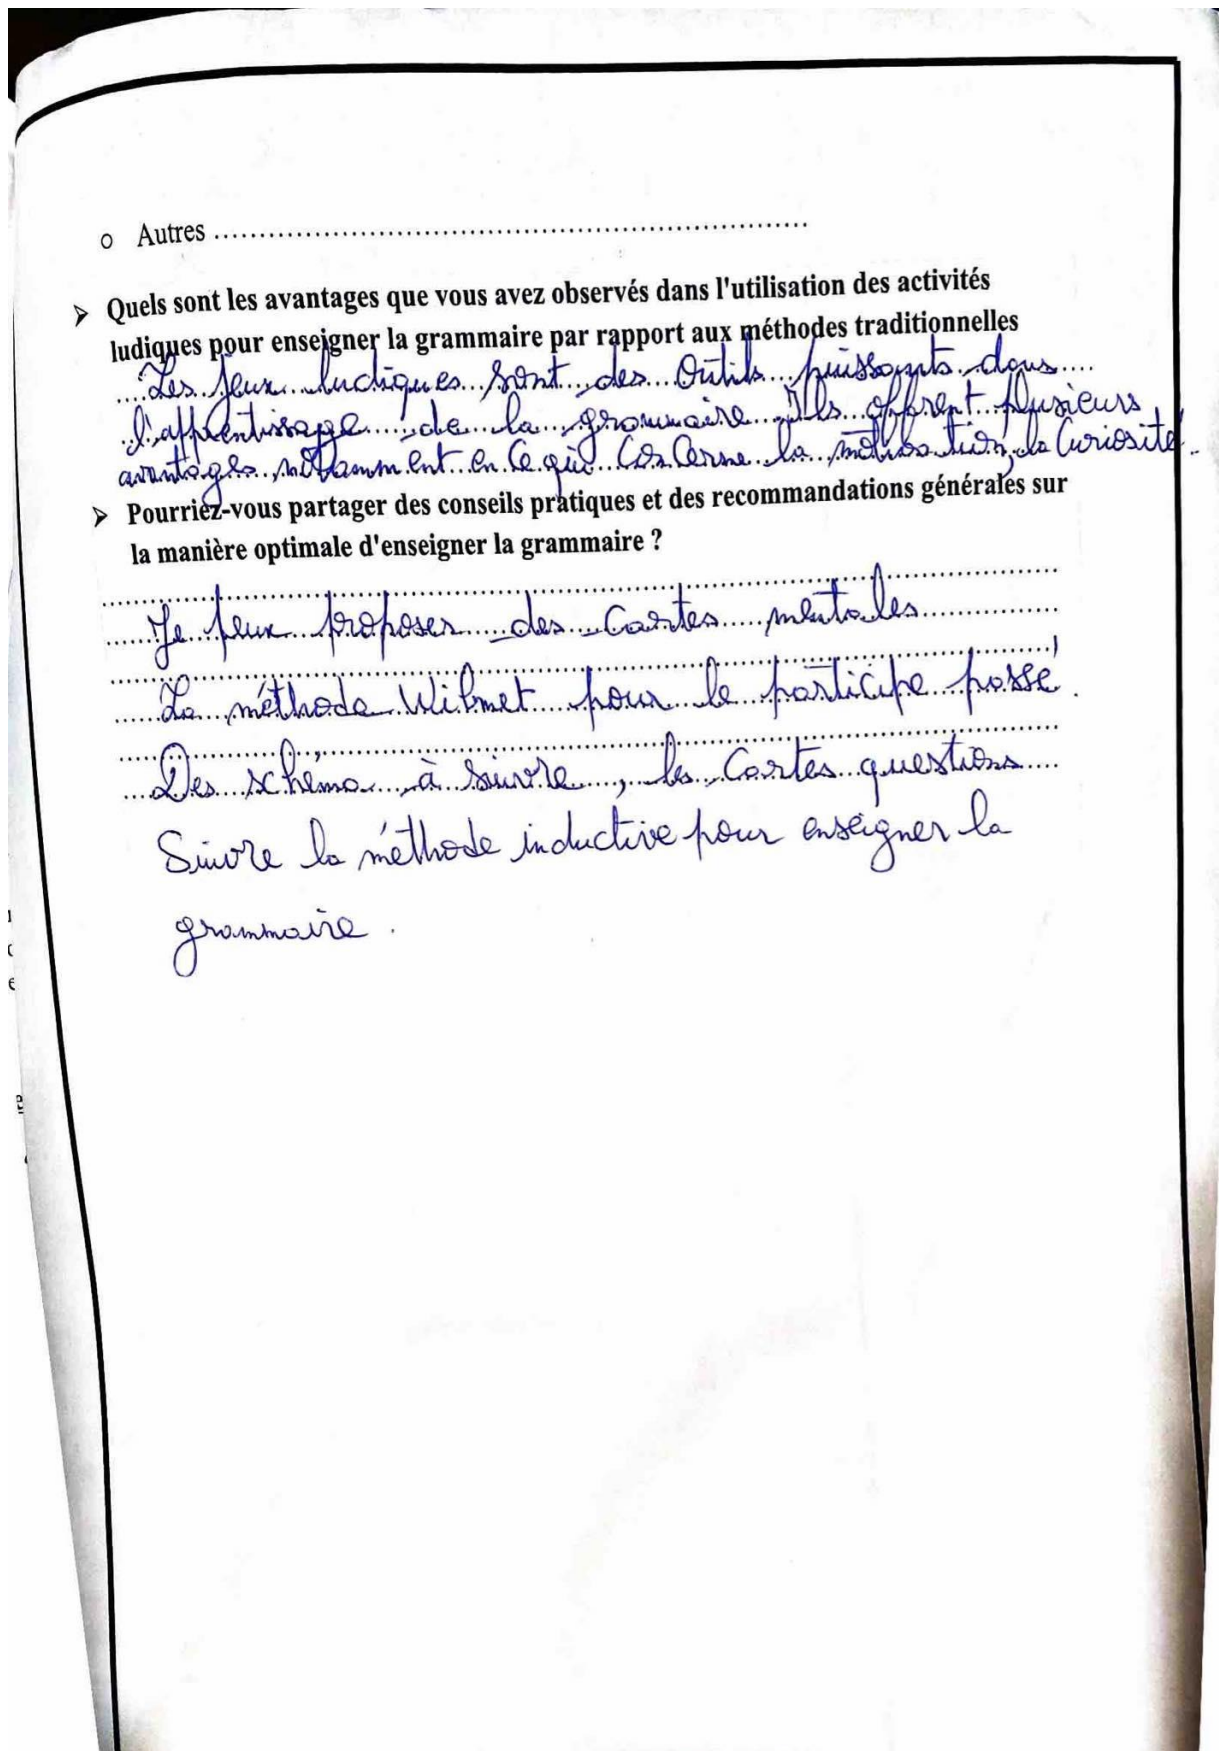 o Autres ....................................................................
➢ Quels sont les avantages que vous avez observés dans l'utilisation des activités
ludiques pour enseigner la grammaire par rapport aux méthodes traditionnelles
Les jeux ludiques sont des outils puissants dans
l'apprentissage de la grammaire. Ils offrent plusieurs
avantages notamment en ce qui concerne la motivation, la curiosité.
➢ Pourriez-vous partager des conseils pratiques et des recommandations générales sur
la manière optimale d'enseigner la grammaire ?
Je peux proposer des cartes mentales
La méthode Wilmet pour le participe passé.
Des schéma à suivre, les cartes questions
Suivre la méthode inductive pour enseigner la
grammaire.